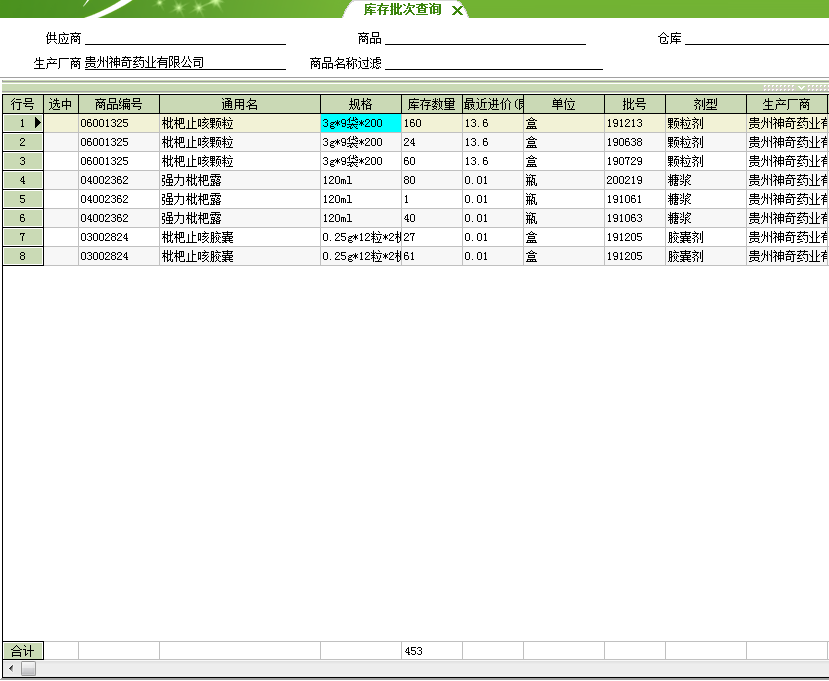 库存批次查询
供应商 商品 仓库
生产厂商 贵州神奇药业有限公司 商品名称过滤
行号 选中 商品编号 通用名 规格 库存数量 最近进价 单位 批号 剂型 生产厂商
1 06001325 枇杷止咳颗粒 3g*9袋*200 160 13.6 盒 191213 颗粒剂 贵州神奇药业有
2 06001325 枇杷止咳颗粒 3g*9袋*200 24 13.6 盒 190638 颗粒剂 贵州神奇药业有
3 06001325 枇杷止咳颗粒 3g*9袋*200 60 13.6 盒 190729 颗粒剂 贵州神奇药业有
4 04002362 强力枇杷露 120ml 80 0.01 瓶 200219 糖浆 贵州神奇药业有
5 04002362 强力枇杷露 120ml 1 0.01 瓶 191061 糖浆 贵州神奇药业有
6 04002362 强力枇杷露 120ml 40 0.01 瓶 191063 糖浆 贵州神奇药业有
7 03002824 枇杷止咳胶囊 0.25g*12粒*2 27 0.01 盒 191205 胶囊剂 贵州神奇药业有
8 03002824 枇杷止咳胶囊 0.25g*12粒*2 61 0.01 盒 191205 胶囊剂 贵州神奇药业有
合计 453